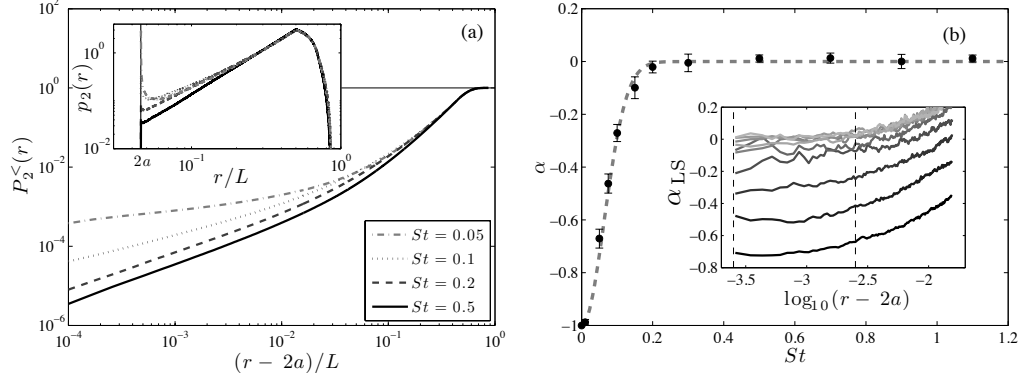 (a)
10^2
10^0
10^-2
10^-4
10^-6
P_2^<(r)
10^-4
10^-3
10^-2
10^-1
10^0
(r − 2a)/L
10^0
10^-2
p_2(r)
2a
10^-1
10^0
r/L
St = 0.05
St = 0.1
St = 0.2
St = 0.5
(b)
0.2
0
−0.2
−0.4
−0.6
−0.8
−1
α
0
0.2
0.4
0.6
0.8
1
1.2
St
0.2
0
−0.2
−0.4
−0.6
−0.8
α_LS
−3.5
−3
−2.5
−2
log_10(r − 2a)